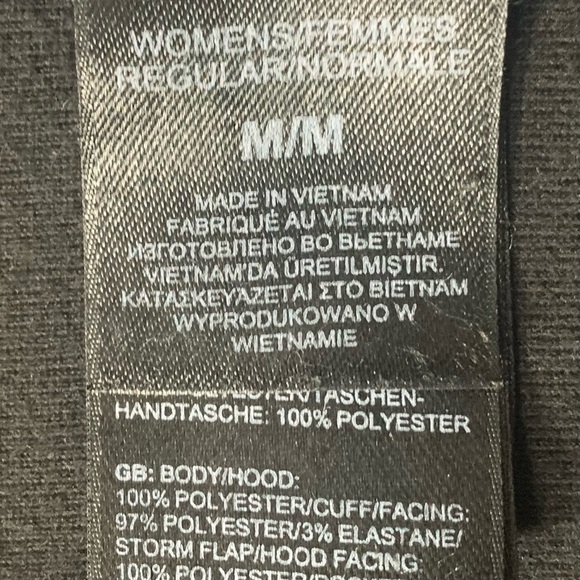 WOMENS/FEMMES
REGULAR/NORMALE
M/M
MADE IN VIETNAM
FABRIQUÉ AU VIETNAM
ИЗГОТОВЛЕНО ВО ВЬЕТНАМЕ
VIETNAM'DA ÜRETILMIŞTIR.
ΚΑΤΑΣΚΕΥΑΖΕΤΑΙ ΣΤΟ ΒΙΕΤΝΑΜ
WYPRODUKOWANO W
WIETNAMIE
HANDTASCHE: 100% POLYESTER
GB: BODY/HOOD:
100% POLYESTER/CUFF/FACING:
97% POLYESTER/3% ELASTANE/
STORM FLAP/HOOD FACING: